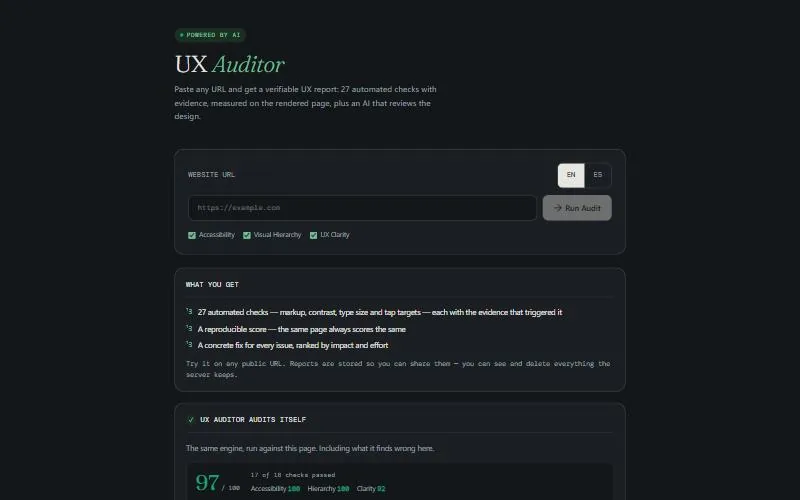 POWERED BY AI
UX Auditor
Paste any URL and get a verifiable UX report: 27 automated checks with
evidence, measured on the rendered page, plus an AI that reviews the
design.
WEBSITE URL
EN ES
https://example.com
→ Run Audit
Accessibility Visual Hierarchy UX Clarity
WHAT YOU GET
27 automated checks — markup, contrast, type size and tap targets — each with the evidence that triggered it
A reproducible score — the same page always scores the same
A concrete fix for every issue, ranked by impact and effort
Try it on any public URL. Reports are stored so you can share them — you can see and delete everything the
server keeps.
✓ UX AUDITOR AUDITS ITSELF
The same engine, run against this page. Including what it finds wrong here.
97 / 100
17 of 18 checks passed
Accessibility 100 Hierarchy 100 Clarity 92